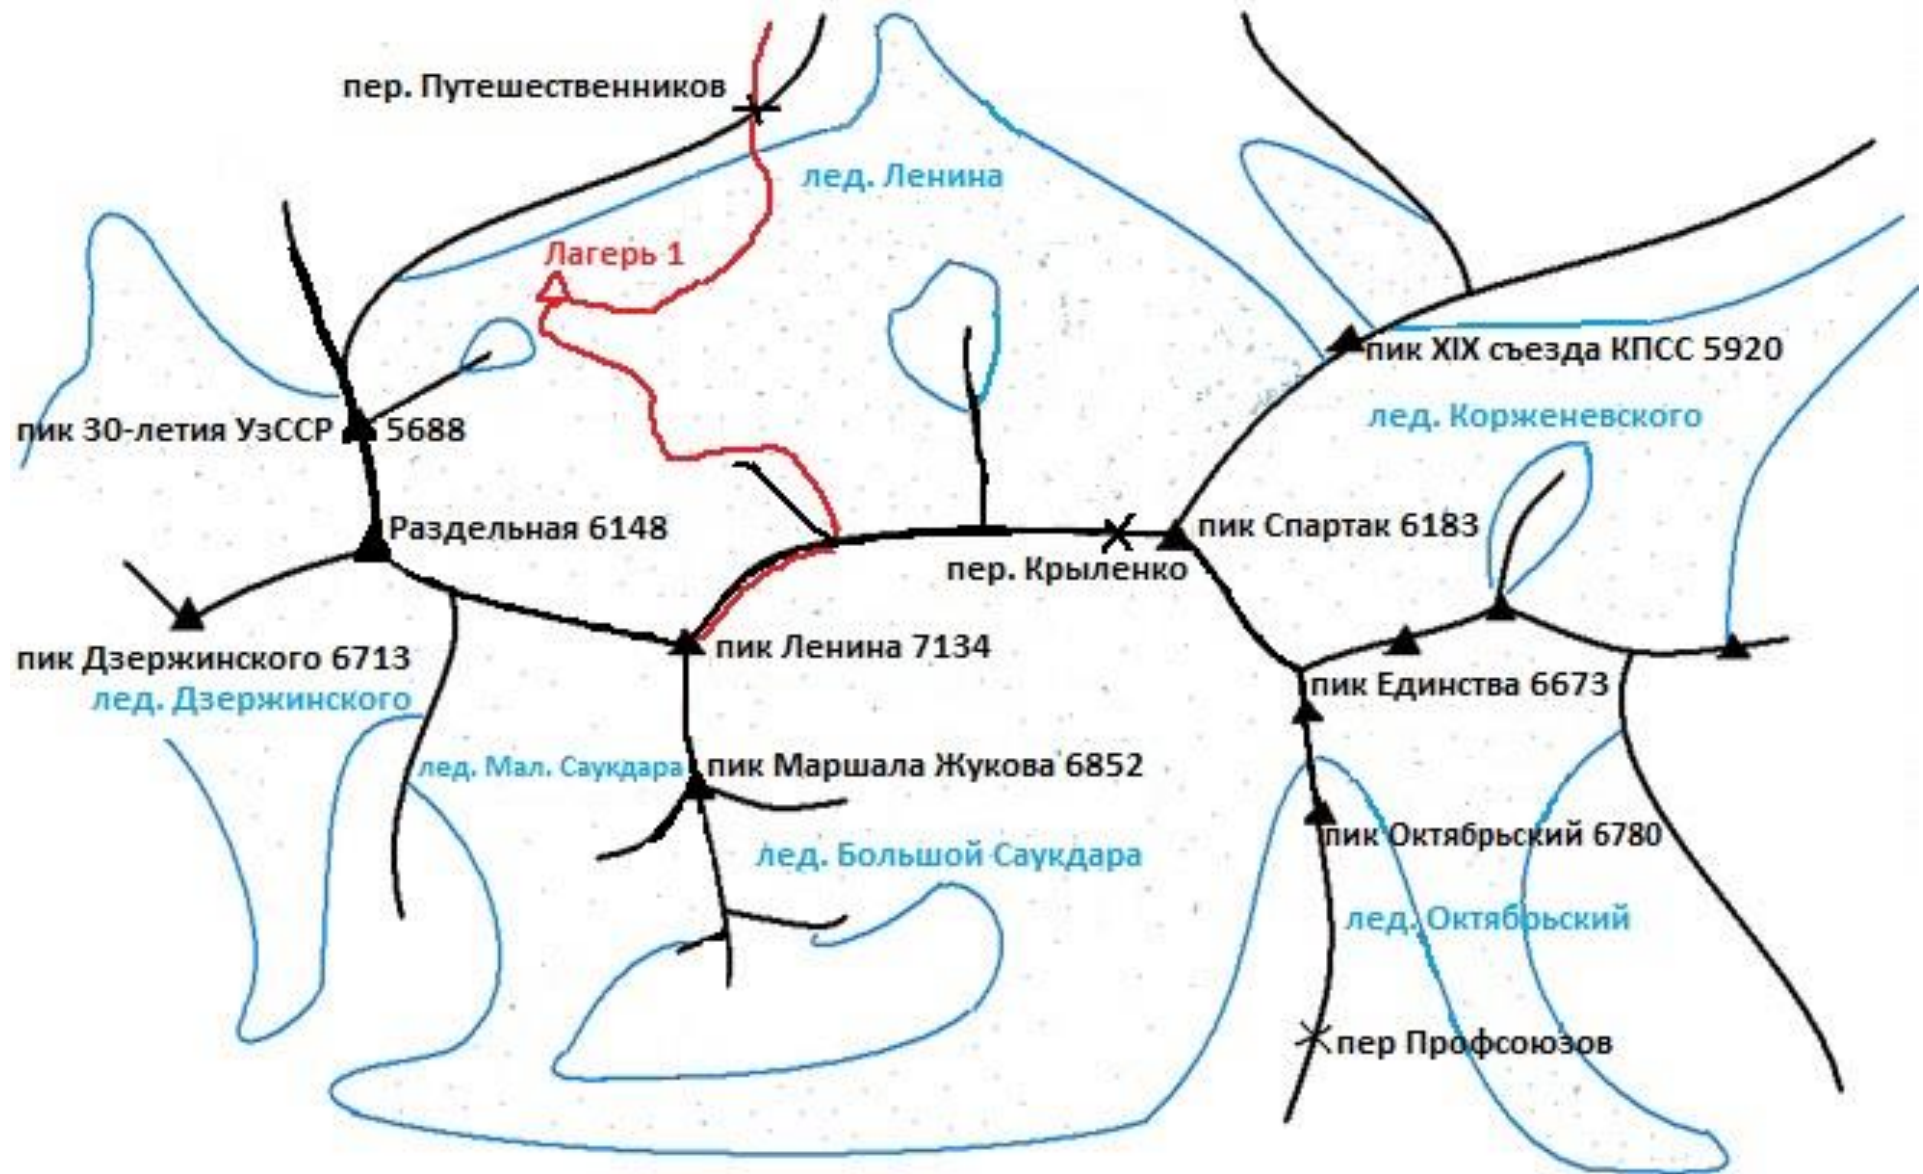 пер. Путешественников
лед. Ленина
Лагерь 1
пик XIX съезда КПСС 5920
лед. Корженевского
пик 30-летия УзССР 5688
Раздельная 6148
пик Спартак 6183
пер. Крыленко
пик Дзержинского 6713
пик Ленина 7134
пик Единства 6673
лед. Дзержинского
лед. Мал. Саукдара
пик Маршала Жукова 6852
пик Октябрьский 6780
лед. Большой Саукдара
лед. Октябрьский
пер Профсоюзов